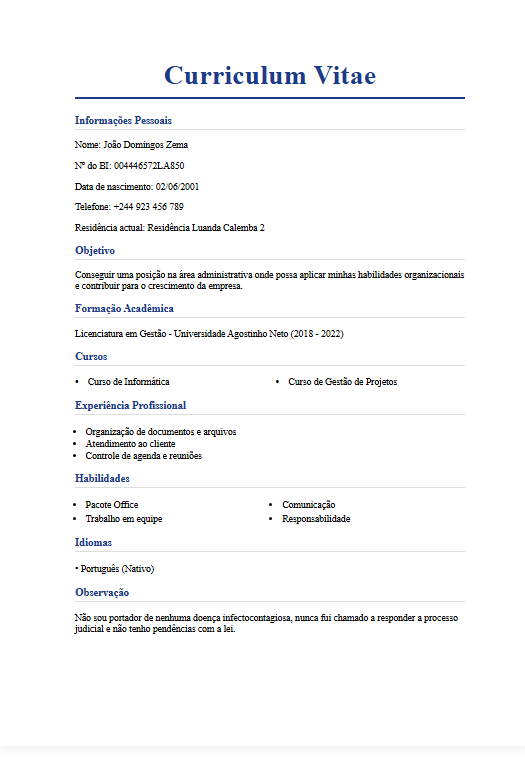 Curriculum Vitae
Informações Pessoais
Nome: João Domingos Zema
Nº do BI: 004446572LA850
Data de nascimento: 02/06/2001
Telefone: +244 923 456 789
Residência actual: Residência Luanda Calemba 2
Objetivo
Conseguir uma posição na área administrativa onde possa aplicar minhas habilidades organizacionais
e contribuir para o crescimento da empresa.
Formação Acadêmica
Licenciatura em Gestão - Universidade Agostinho Neto (2018 - 2022)
Cursos
• Curso de Informática
• Curso de Gestão de Projetos
Experiência Profissional
• Organização de documentos e arquivos
• Atendimento ao cliente
• Controle de agenda e reuniões
Habilidades
• Pacote Office
• Comunicação
• Trabalho em equipe
• Responsabilidade
Idiomas
• Português (Nativo)
Observação
Não sou portador de nenhuma doença infectocontagiosa, nunca fui chamado a responder a processo
judicial e não tenho pendências com a lei.